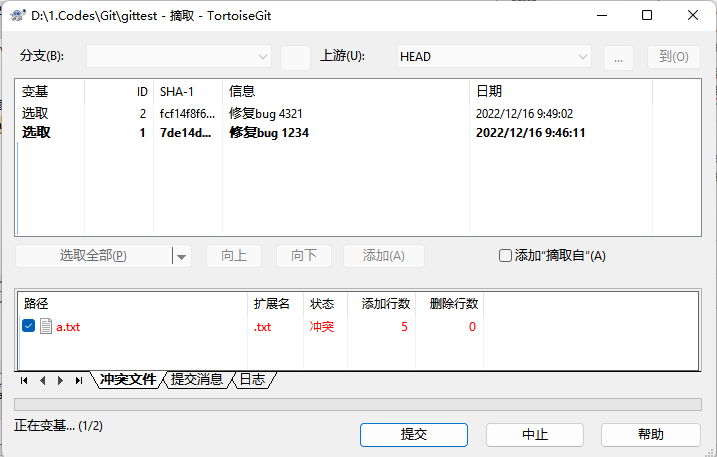 D:\1.Codes\Git\gittest - 摘取 - TortoiseGit
分支(B): 上游(U): HEAD ... 到(O)
变基 ID SHA-1 信息 日期
选取 2 fcf14f8f6... 修复bug 4321 2022/12/16 9:49:02
选取 1 7de14d... 修复bug 1234 2022/12/16 9:46:11
选取全部(P) 向上 向下 添加(A) 添加“摘取自”(A)
路径 扩展名 状态 添加行数 删除行数
a.txt .txt 冲突 5 0
冲突文件 提交消息 日志
正在变基... (1/2) 提交 中止 帮助